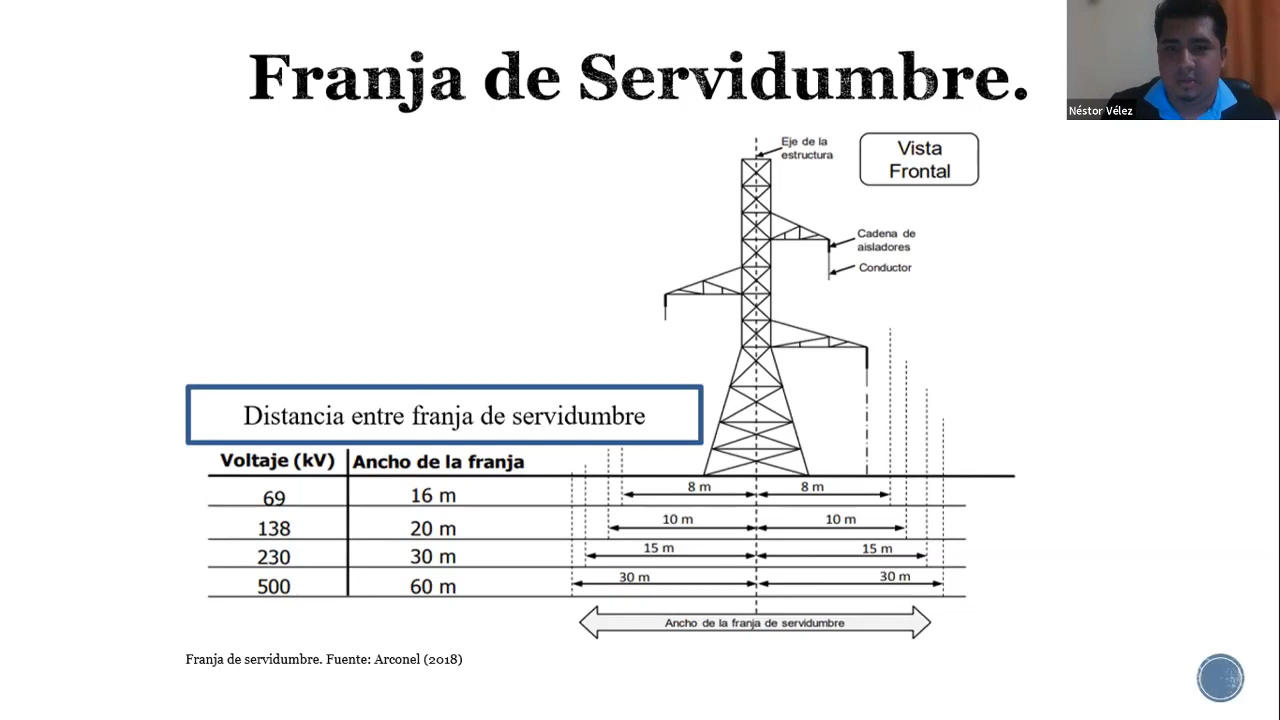 Franja de Servidumbre.
Néstor Vélez
Eje de la
estructura
Vista
Frontal
Cadena de
aisladores
Conductor
Distancia entre franja de servidumbre
Voltaje (kV) Ancho de la franja
69 16 m 8 m 8 m
138 20 m 10 m 10 m
230 30 m 15 m 15 m
500 60 m 30 m 30 m
Ancho de la franja de servidumbre
Franja de servidumbre. Fuente: Arconel (2018)